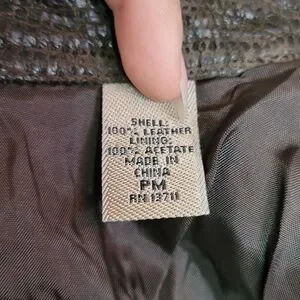 SHELL:
100% LEATHER
LINING:
100% ACETATE
MADE IN
CHINA
PM
RN 13711